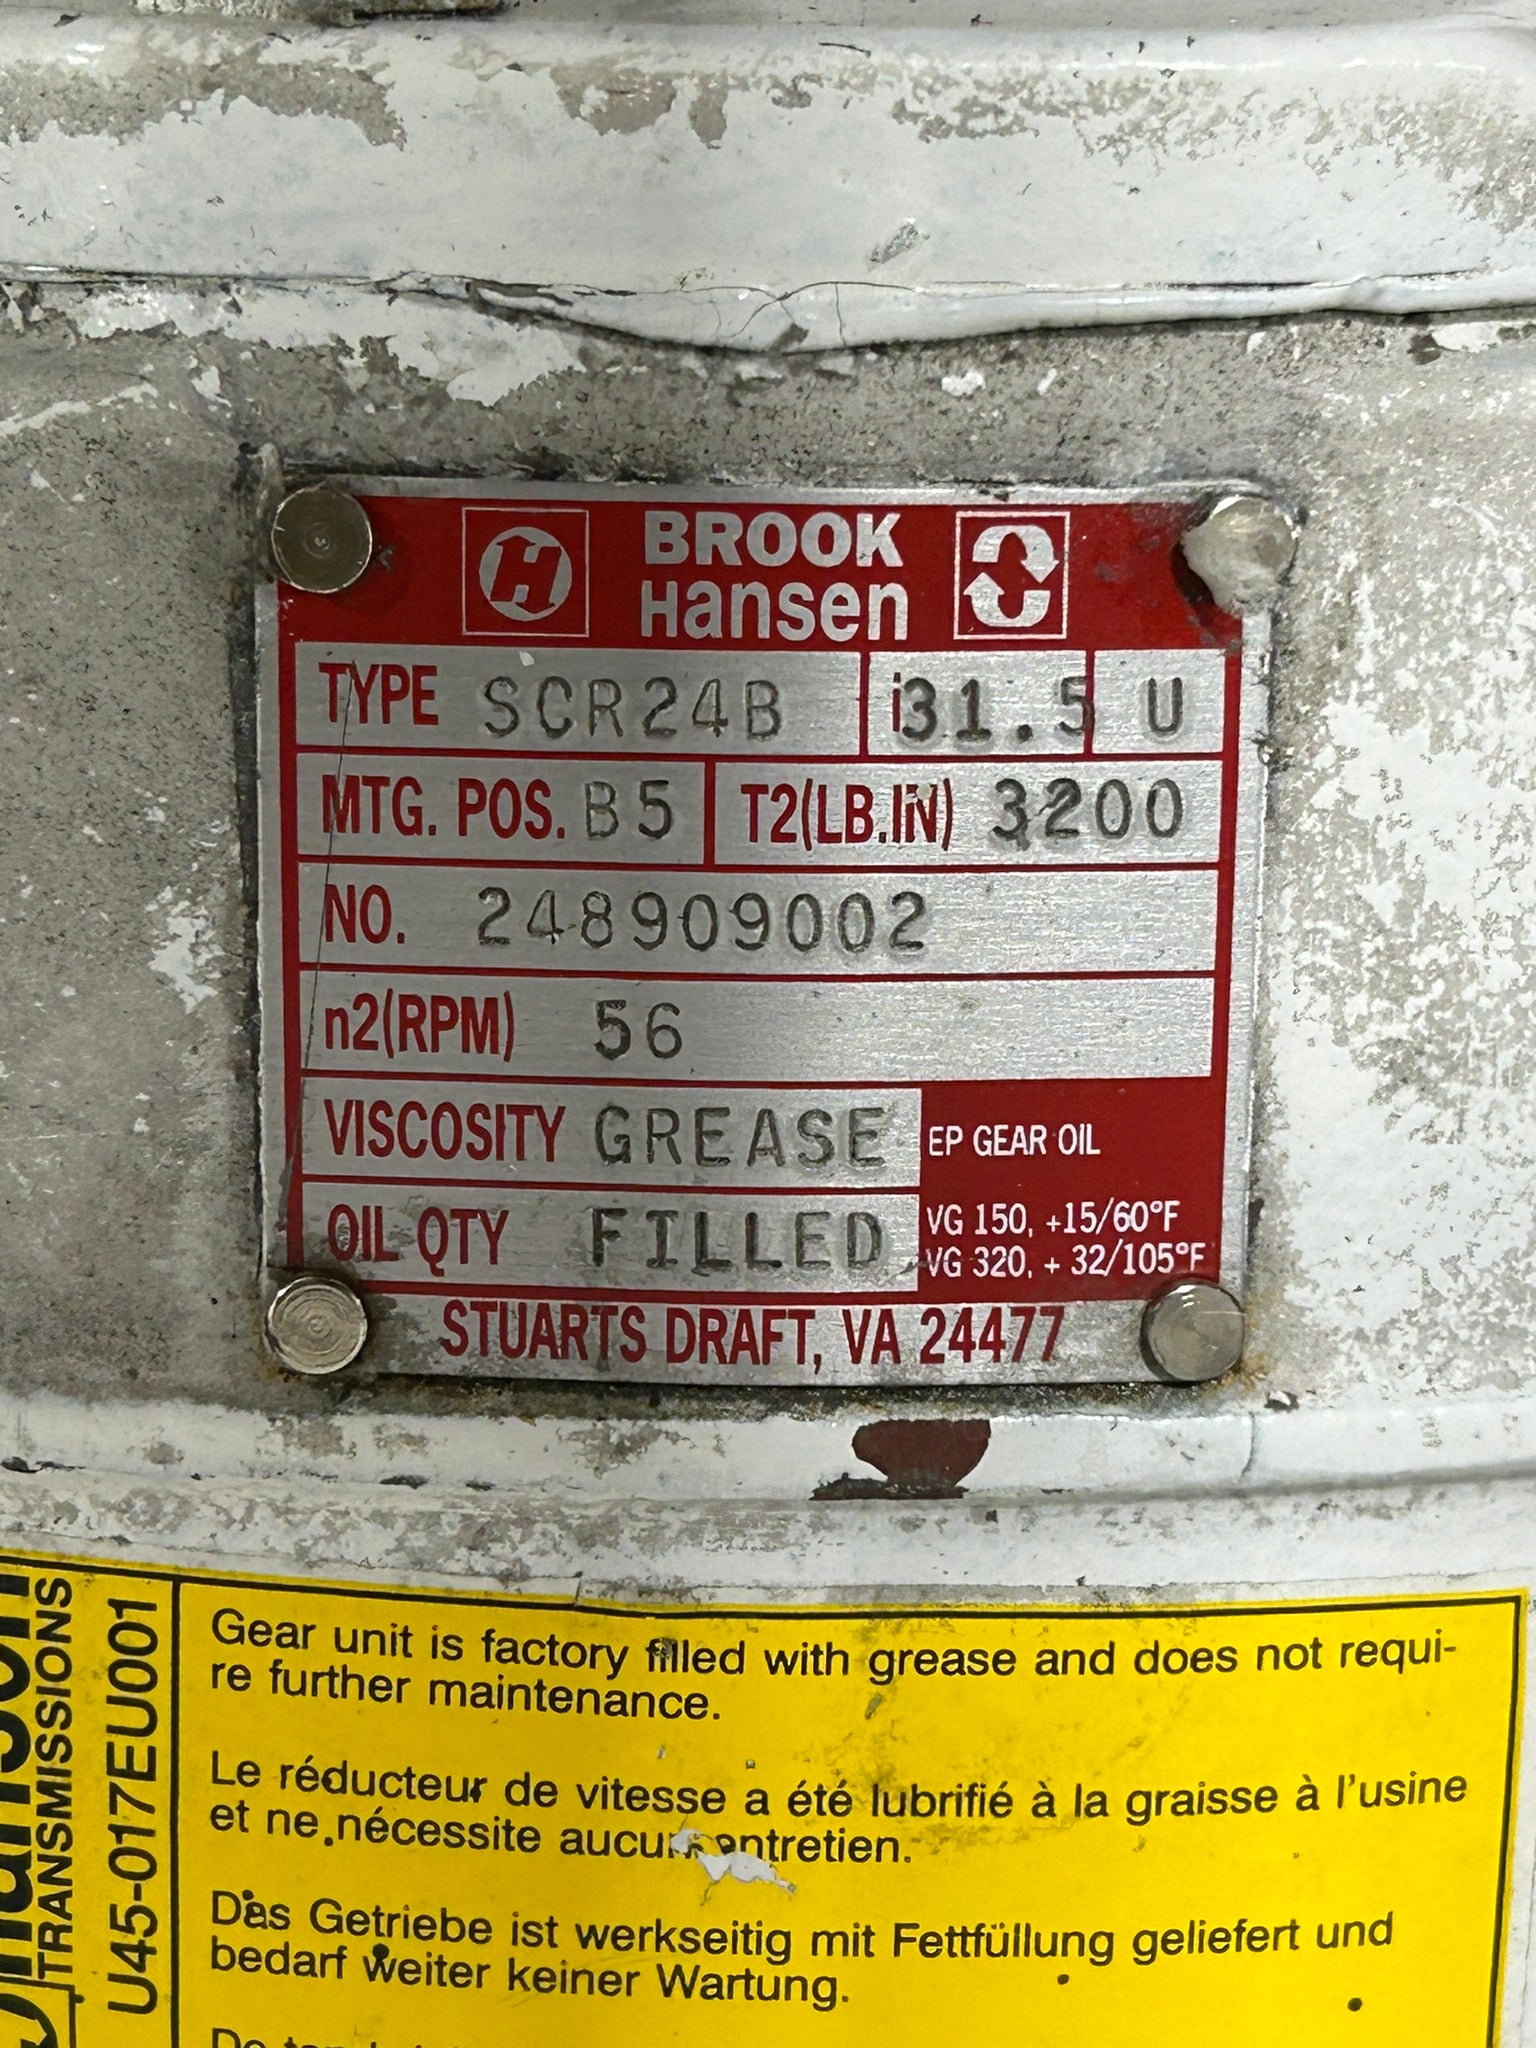 BROOK
Hansen
TYPE SCR24B i 31.5 U
MTG. POS. B5 T2(LB.IN) 3200
NO. 248909002
n2(RPM) 56
VISCOSITY GREASE EP GEAR OIL
OIL QTY FILLED VG 150, +15/60°F
VG 320, + 32/105°F
STUARTS DRAFT, VA 24477
TRANSMISSIONS
U45-017EU001
Gear unit is factory filled with grease and does not requi-
re further maintenance.
Le réducteur de vitesse a été lubrifié à la graisse à l'usine
et ne nécessite aucun entretien.
Das Getriebe ist werkseitig mit Fettfüllung geliefert und
bedarf weiter keiner Wartung.